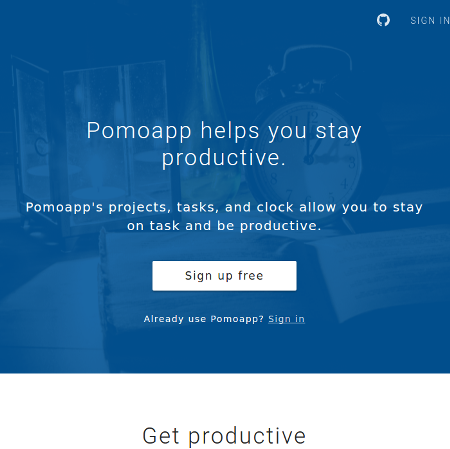 SIGN IN
Pomoapp helps you stay
productive.
Pomoapp's projects, tasks, and clock allow you to stay
on task and be productive.
Sign up free
Already use Pomoapp? Sign in
Get productive